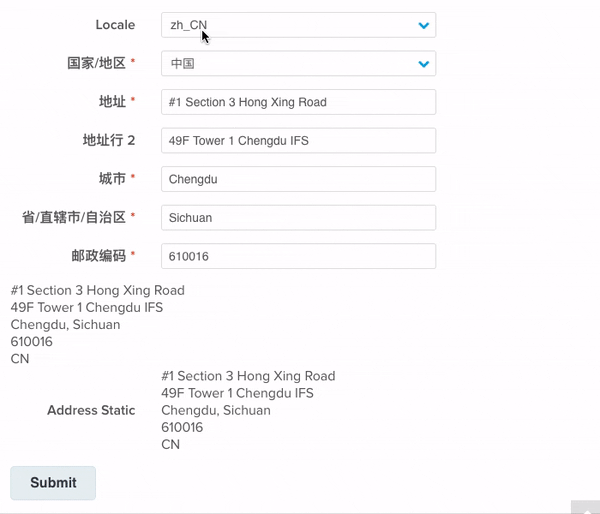 Locale zh_CN
国家/地区 * 中国
地址 * #1 Section 3 Hong Xing Road
地址行 2 49F Tower 1 Chengdu IFS
城市 * Chengdu
省/直辖市/自治区 * Sichuan
邮政编码 * 610016
#1 Section 3 Hong Xing Road
49F Tower 1 Chengdu IFS
Chengdu, Sichuan
610016
CN
#1 Section 3 Hong Xing Road
49F Tower 1 Chengdu IFS
Address Static Chengdu, Sichuan
610016
CN
Submit